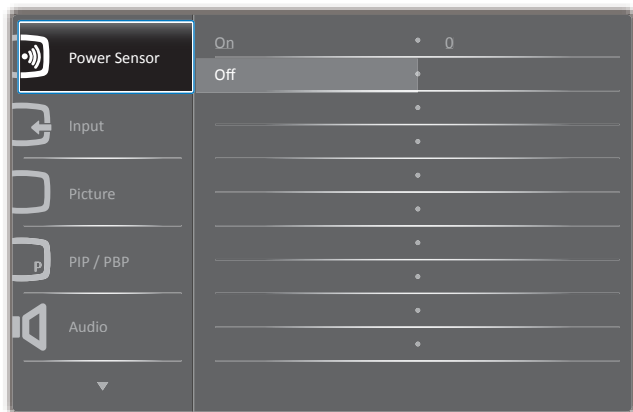 Power Sensor
On 0
Off
Input
Picture
P
PIP / PBP
Audio